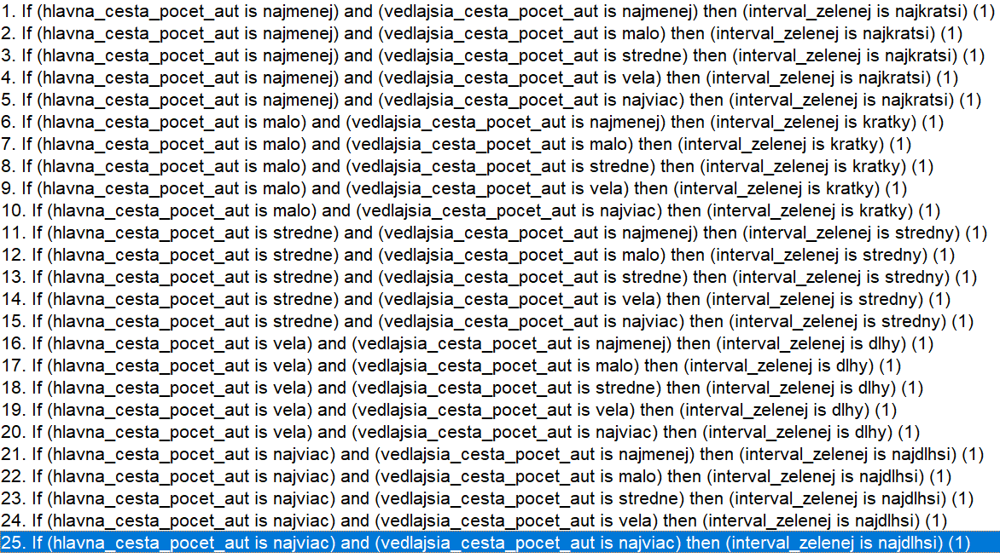 1. If (hlavna_cesta_pocet_aut is najmenej) and (vedlajsia_cesta_pocet_aut is najmenej) then (interval_zelenej is najkratsi) (1)
2. If (hlavna_cesta_pocet_aut is najmenej) and (vedlajsia_cesta_pocet_aut is malo) then (interval_zelenej is najkratsi) (1)
3. If (hlavna_cesta_pocet_aut is najmenej) and (vedlajsia_cesta_pocet_aut is stredne) then (interval_zelenej is najkratsi) (1)
4. If (hlavna_cesta_pocet_aut is najmenej) and (vedlajsia_cesta_pocet_aut is vela) then (interval_zelenej is najkratsi) (1)
5. If (hlavna_cesta_pocet_aut is najmenej) and (vedlajsia_cesta_pocet_aut is najviac) then (interval_zelenej is najkratsi) (1)
6. If (hlavna_cesta_pocet_aut is malo) and (vedlajsia_cesta_pocet_aut is najmenej) then (interval_zelenej is kratky) (1)
7. If (hlavna_cesta_pocet_aut is malo) and (vedlajsia_cesta_pocet_aut is malo) then (interval_zelenej is kratky) (1)
8. If (hlavna_cesta_pocet_aut is malo) and (vedlajsia_cesta_pocet_aut is stredne) then (interval_zelenej is kratky) (1)
9. If (hlavna_cesta_pocet_aut is malo) and (vedlajsia_cesta_pocet_aut is vela) then (interval_zelenej is kratky) (1)
10. If (hlavna_cesta_pocet_aut is malo) and (vedlajsia_cesta_pocet_aut is najviac) then (interval_zelenej is kratky) (1)
11. If (hlavna_cesta_pocet_aut is stredne) and (vedlajsia_cesta_pocet_aut is najmenej) then (interval_zelenej is stredny) (1)
12. If (hlavna_cesta_pocet_aut is stredne) and (vedlajsia_cesta_pocet_aut is malo) then (interval_zelenej is stredny) (1)
13. If (hlavna_cesta_pocet_aut is stredne) and (vedlajsia_cesta_pocet_aut is stredne) then (interval_zelenej is stredny) (1)
14. If (hlavna_cesta_pocet_aut is stredne) and (vedlajsia_cesta_pocet_aut is vela) then (interval_zelenej is stredny) (1)
15. If (hlavna_cesta_pocet_aut is stredne) and (vedlajsia_cesta_pocet_aut is najviac) then (interval_zelenej is stredny) (1)
16. If (hlavna_cesta_pocet_aut is vela) and (vedlajsia_cesta_pocet_aut is najmenej) then (interval_zelenej is dlhy) (1)
17. If (hlavna_cesta_pocet_aut is vela) and (vedlajsia_cesta_pocet_aut is malo) then (interval_zelenej is dlhy) (1)
18. If (hlavna_cesta_pocet_aut is vela) and (vedlajsia_cesta_pocet_aut is stredne) then (interval_zelenej is dlhy) (1)
19. If (hlavna_cesta_pocet_aut is vela) and (vedlajsia_cesta_pocet_aut is vela) then (interval_zelenej is dlhy) (1)
20. If (hlavna_cesta_pocet_aut is vela) and (vedlajsia_cesta_pocet_aut is najviac) then (interval_zelenej is dlhy) (1)
21. If (hlavna_cesta_pocet_aut is najviac) and (vedlajsia_cesta_pocet_aut is najmenej) then (interval_zelenej is najdlhsi) (1)
22. If (hlavna_cesta_pocet_aut is najviac) and (vedlajsia_cesta_pocet_aut is malo) then (interval_zelenej is najdlhsi) (1)
23. If (hlavna_cesta_pocet_aut is najviac) and (vedlajsia_cesta_pocet_aut is stredne) then (interval_zelenej is najdlhsi) (1)
24. If (hlavna_cesta_pocet_aut is najviac) and (vedlajsia_cesta_pocet_aut is vela) then (interval_zelenej is najdlhsi) (1)
25. If (hlavna_cesta_pocet_aut is najviac) and (vedlajsia_cesta_pocet_aut is najviac) then (interval_zelenej is najdlhsi) (1)